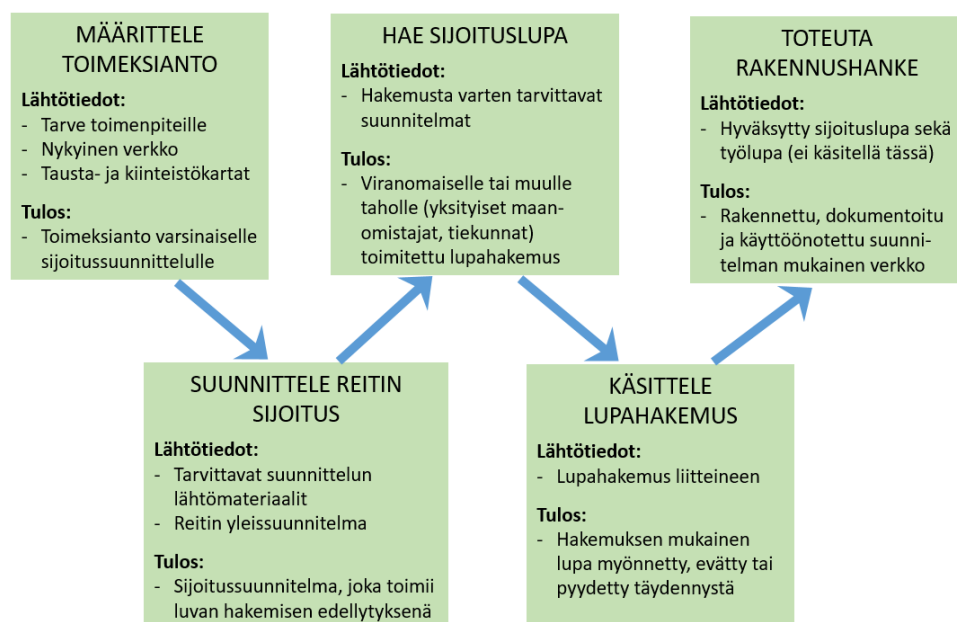 MÄÄRITTELE
TOIMEKSIANTO
Lähtötiedot:
- Tarve toimenpiteille
- Nykyinen verkko
- Tausta- ja kiinteistökartat
Tulos:
- Toimeksianto varsinaiselle
sijoitussuunnittelulle
SUUNNITTELE REITIN
SIJOITUS
Lähtötiedot:
- Tarvittavat suunnittelun
lähtömateriaalit
- Reitin yleissuunnitelma
Tulos:
- Sijoitussuunnitelma, joka toimii
luvan hakemisen edellytyksenä
HAE SIJOITUSLUPA
Lähtötiedot:
- Hakemusta varten tarvittavat
suunnitelmat
Tulos:
- Viranomaiselle tai muulle
taholle (yksityiset maan-
omistajat, tiekunnat)
toimitettu lupahakemus
KÄSITTELE
LUPAHAKEMUS
Lähtötiedot:
- Lupahakemus liitteineen
Tulos:
- Hakemuksen mukainen
lupa myönnetty, evätty tai
pyydetty täydennystä
TOTEUTA
RAKENNUSHANKE
Lähtötiedot:
- Hyväksytty sijoituslupa sekä
työlupa (ei käsitellä tässä)
Tulos:
- Rakennettu, dokumentoitu
ja käyttöönotettu suunni-
telman mukainen verkko